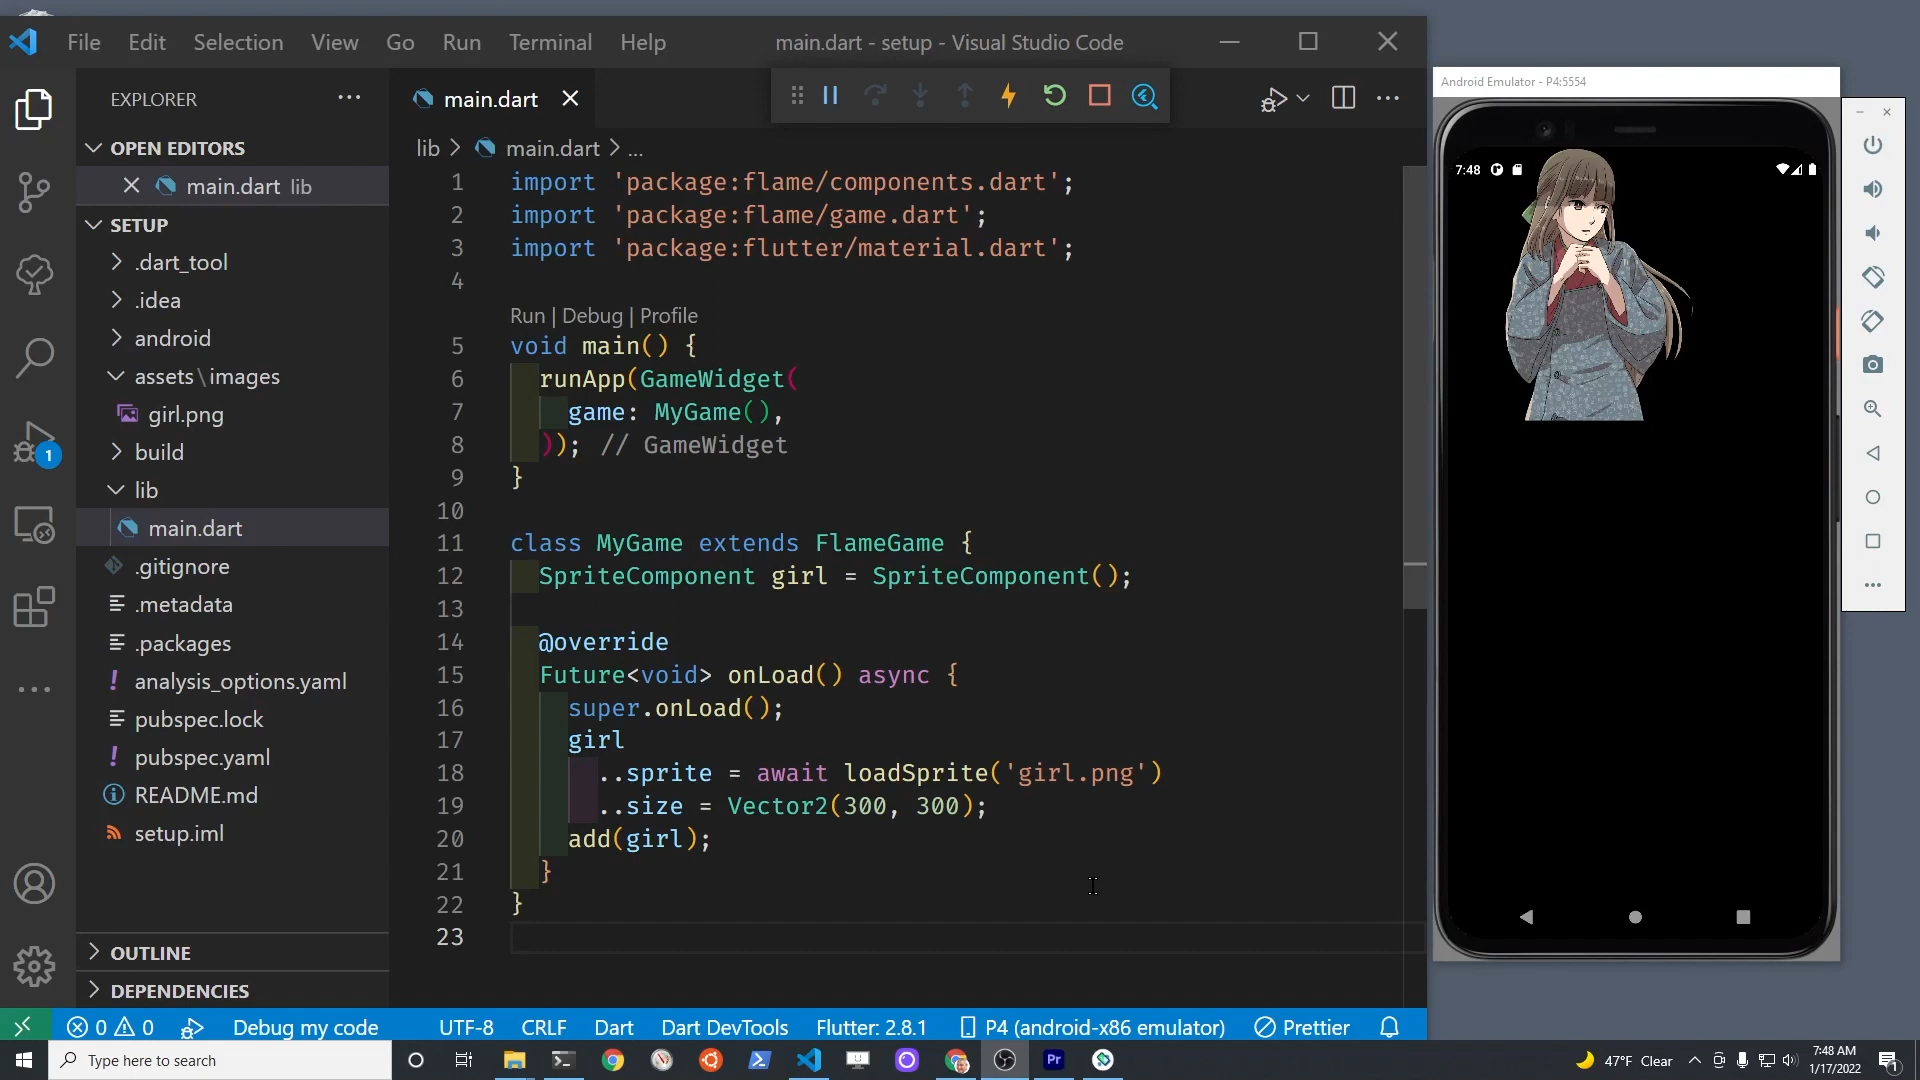 File Edit Selection View Go Run Terminal Help main.dart - setup - Visual Studio Code
EXPLORER
main.dart
OPEN EDITORS
main.dart lib
SETUP
.dart_tool
.idea
android
assets\images
girl.png
build
lib
main.dart
.gitignore
.metadata
.packages
analysis_options.yaml
pubspec.lock
pubspec.yaml
README.md
setup.iml
OUTLINE
DEPENDENCIES
1
lib > main.dart > ...
1 import 'package:flame/components.dart';
2 import 'package:flame/game.dart';
3 import 'package:flutter/material.dart';
4
Run | Debug | Profile
5 void main() {
6 runApp(GameWidget(
7 game: MyGame(),
8 )); // GameWidget
9 }
10
11 class MyGame extends FlameGame {
12 SpriteComponent girl = SpriteComponent();
13
14 @override
15 Future<void> onLoad() async {
16 super.onLoad();
17 girl
18 ..sprite = await loadSprite('girl.png')
19 ..size = Vector2(300, 300);
20 add(girl);
21 }
22 }
23
Android Emulator - P4:5554
7:48
0 0 Debug my code UTF-8 CRLF Dart Dart DevTools Flutter: 2.8.1 P4 (android-x86 emulator) Prettier
Type here to search
Pr
47°F Clear
7:48 AM
1/17/2022
1